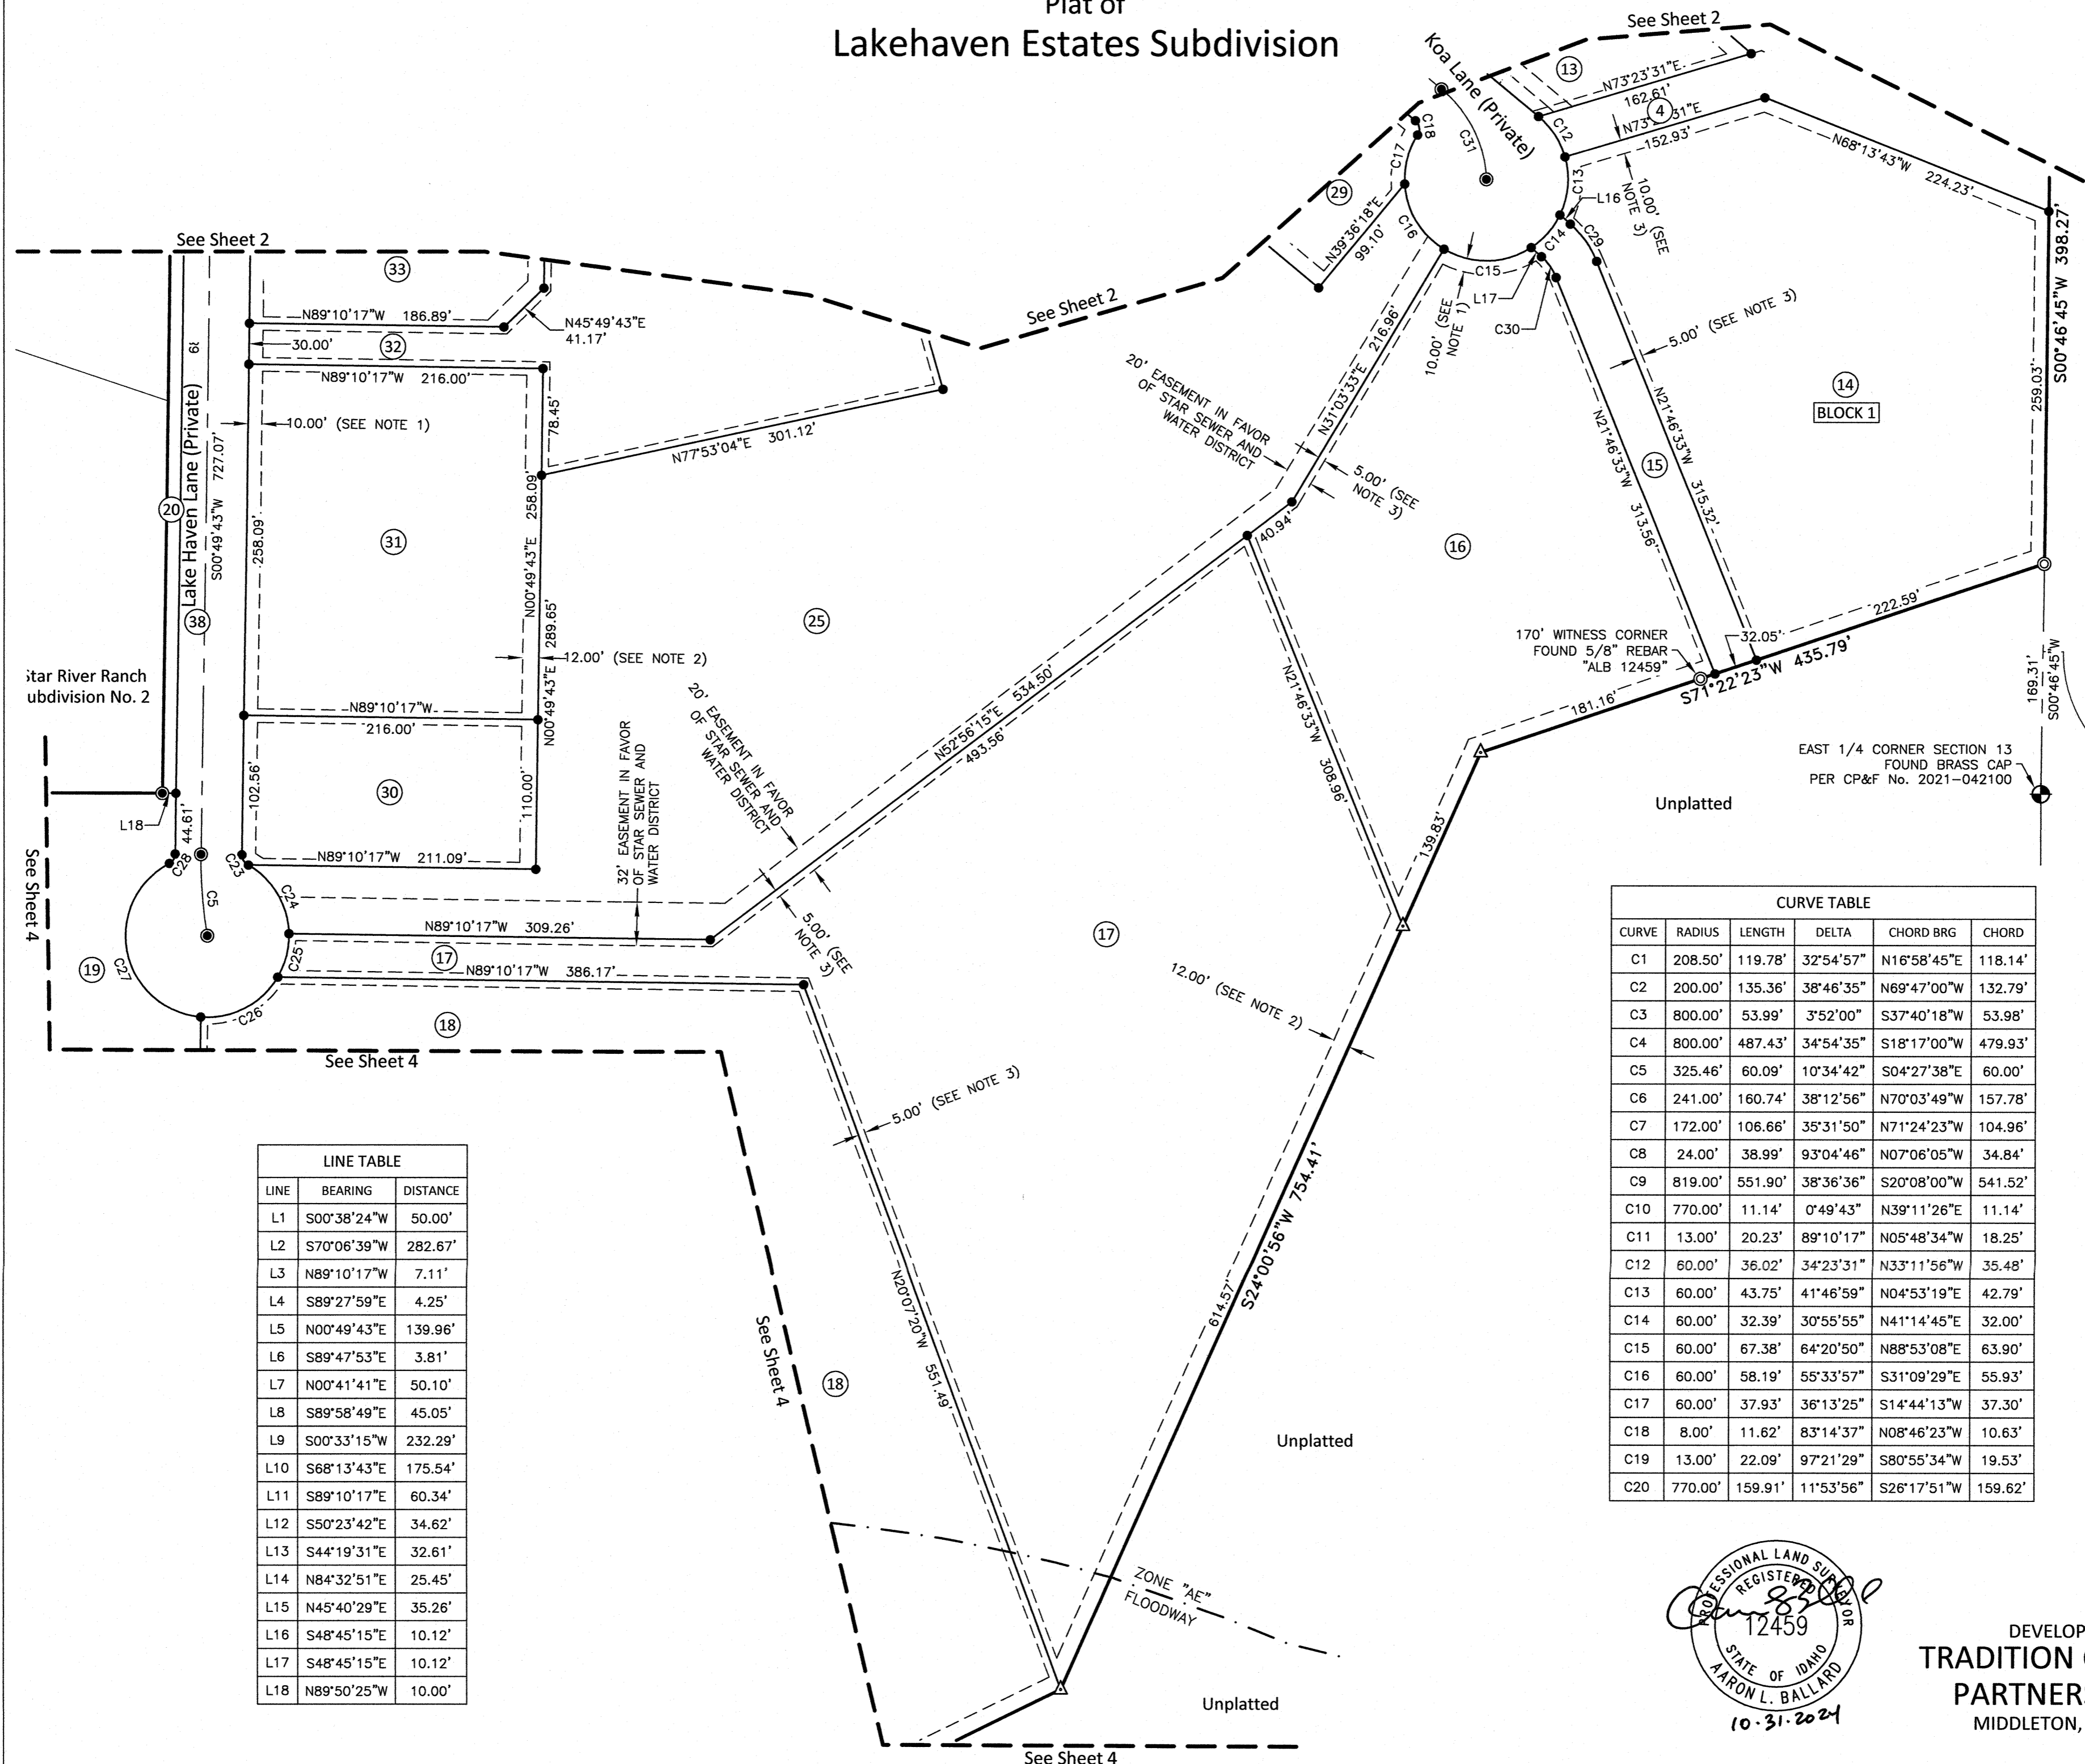 Plat of
Lakehaven Estates Subdivision
See Sheet 2
See Sheet 2
See Sheet 2
Koa Lane (Private)
13
N73°23'31"E
162.61'
4
152.93'
C12
C13
C18
C17
C31
C16
C15
C14
C29
C30
L16
L17
29
N39°36'18"E
99.10'
N68°13'43"W 224.23'
10.00' (SEE
NOTE 3)
10.00' (SEE
NOTE 1)
S00°46'45"W 398.27'
259.03'
14
BLOCK 1
5.00' (SEE NOTE 3)
N21°46'33"W 315.32'
15
N21°46'33"W 313.56'
16
N31°03'33"E 216.96'
20' EASEMENT IN FAVOR
OF STAR SEWER AND
WATER DISTRICT
5.00' (SEE
NOTE 3)
40.94'
222.59'
32.05'
S71°22'23"W 435.79'
181.16'
170' WITNESS CORNER
FOUND 5/8" REBAR
"ALB 12459"
169.31'
S00°46'45"W
EAST 1/4 CORNER SECTION 13
FOUND BRASS CAP
PER CP&F No. 2021-042100
Unplatted
33
N89°10'17"W 186.89'
N45°49'43"E
41.17'
30.00'
32
N89°10'17"W 216.00'
78.45'
10.00' (SEE NOTE 1)
N77°53'04"E 301.12'
20
Lake Haven Lane (Private)
S00°49'43"W 727.07'
258.09'
31
N00°49'43"E 258.09'
38
25
12.00' (SEE NOTE 2)
N00°49'43"E 289.65'
N00°49'43"E
Star River Ranch
Subdivision No. 2
N89°10'17"W
216.00'
102.56'
30
110.00'
L18
44.61'
C28
C23
N89°10'17"W 211.09'
C5
C24
C25
C26
C27
19
See Sheet 4
32' EASEMENT IN FAVOR
OF STAR SEWER AND
WATER DISTRICT
20' EASEMENT IN FAVOR
OF STAR SEWER AND
WATER DISTRICT
N52°56'15"E 534.50'
493.56'
5.00' (SEE
NOTE 3)
N89°10'17"W 309.26'
17
N89°10'17"W 386.17'
18
See Sheet 4
N21°46'33"W 308.96'
139.83'
17
12.00' (SEE NOTE 2)
5.00' (SEE NOTE 3)
N20°07'20"W 551.49'
614.57'
S24°00'56"W 754.41'
See Sheet 4
18
Unplatted
ZONE "AE"
FLOODWAY
Unplatted
See Sheet 4
LINE TABLE
LINE BEARING DISTANCE
L1 S00°38'24"W 50.00'
L2 S70°06'39"W 282.67'
L3 N89°10'17"W 7.11'
L4 S89°27'59"E 4.25'
L5 N00°49'43"E 139.96'
L6 S89°47'53"E 3.81'
L7 N00°41'41"E 50.10'
L8 S89°58'49"E 45.05'
L9 S00°33'15"W 232.29'
L10 S68°13'43"E 175.54'
L11 S89°10'17"E 60.34'
L12 S50°23'42"E 34.62'
L13 S44°19'31"E 32.61'
L14 N84°32'51"E 25.45'
L15 N45°40'29"E 35.26'
L16 S48°45'15"E 10.12'
L17 S48°45'15"E 10.12'
L18 N89°50'25"W 10.00'
CURVE TABLE
CURVE RADIUS LENGTH DELTA CHORD BRG CHORD
C1 208.50' 119.78' 32°54'57" N16°58'45"E 118.14'
C2 200.00' 135.36' 38°46'35" N69°47'00"W 132.79'
C3 800.00' 53.99' 3°52'00" S37°40'18"W 53.98'
C4 800.00' 487.43' 34°54'35" S18°17'00"W 479.93'
C5 325.46' 60.09' 10°34'42" S04°27'38"E 60.00'
C6 241.00' 160.74' 38°12'56" N70°03'49"W 157.78'
C7 172.00' 106.66' 35°31'50" N71°24'23"W 104.96'
C8 24.00' 38.99' 93°04'46" N07°06'05"W 34.84'
C9 819.00' 551.90' 38°36'36" S20°08'00"W 541.52'
C10 770.00' 11.14' 0°49'43" N39°11'26"E 11.14'
C11 13.00' 20.23' 89°10'17" N05°48'34"W 18.25'
C12 60.00' 36.02' 34°23'31" N33°11'56"W 35.48'
C13 60.00' 43.75' 41°46'59" N04°53'19"E 42.79'
C14 60.00' 32.39' 30°55'55" N41°14'45"E 32.00'
C15 60.00' 67.38' 64°20'50" N88°53'08"E 63.90'
C16 60.00' 58.19' 55°33'57" S31°09'29"E 55.93'
C17 60.00' 37.93' 36°13'25" S14°44'13"W 37.30'
C18 8.00' 11.62' 83°14'37" N08°46'23"W 10.63'
C19 13.00' 22.09' 97°21'29" S80°55'34"W 19.53'
C20 770.00' 159.91' 11°53'56" S26°17'51"W 159.62'
PROFESSIONAL LAND SURVEYOR
REGISTERED
12459
STATE OF IDAHO
AARON L. BALLARD
10·31·2024
DEVELOP
TRADITION
PARTNER
MIDDLETON,